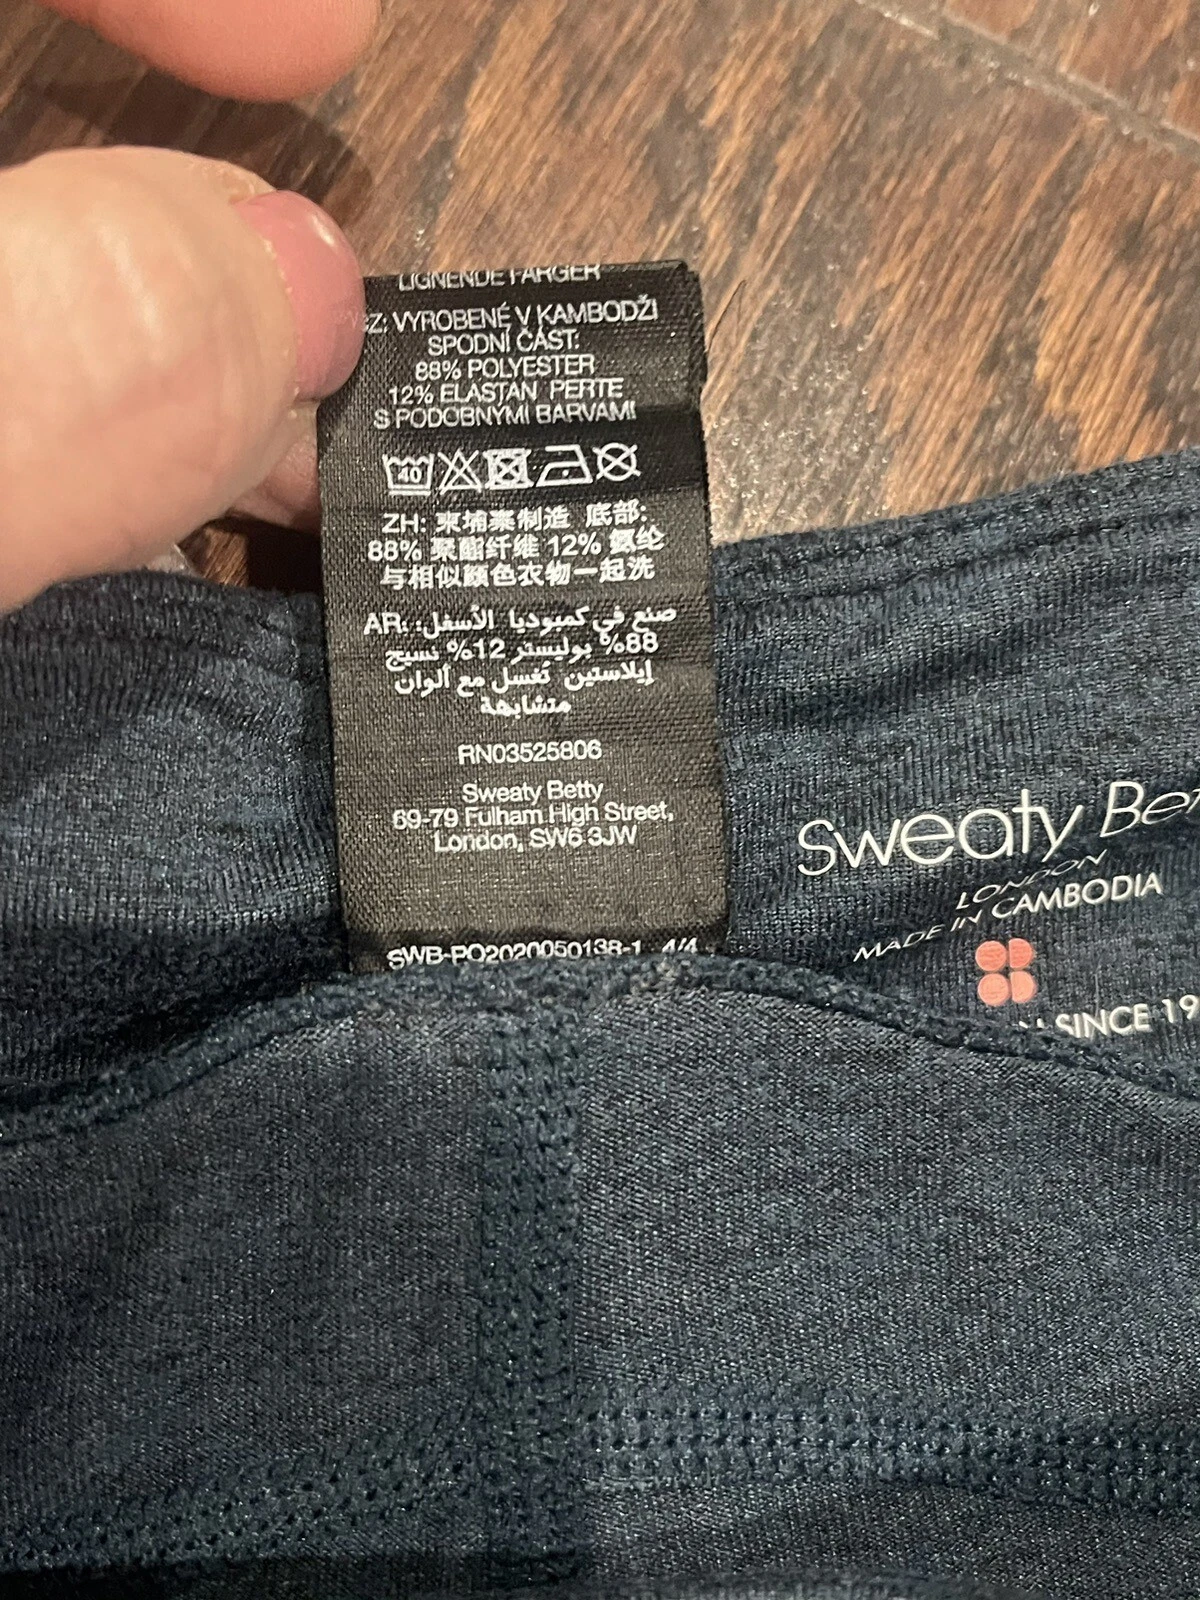 LIGNENDE FARGER
CZ: VYROBENÉ V KAMBODŽI
SPODNÍ ČÁST:
88% POLYESTER
12% ELASTAN PERTE
S PODOBNÝMI BARVAMI
40
ZH: 柬埔寨制造 底部:
88% 聚酯纤维 12% 氨纶
与相似颜色衣物一起洗
AR: صنع في كمبوديا الأسفل:
88% بوليستر 12% نسيج
إيلاستين تغسل مع ألوان
متشابهة
RN03525806
Sweaty Betty
69-79 Fulham High Street,
London, SW6 3JW
SWB-PO2020050138-1 4/4
Sweaty
LONDON
MADE IN CAMBODIA
SINCE